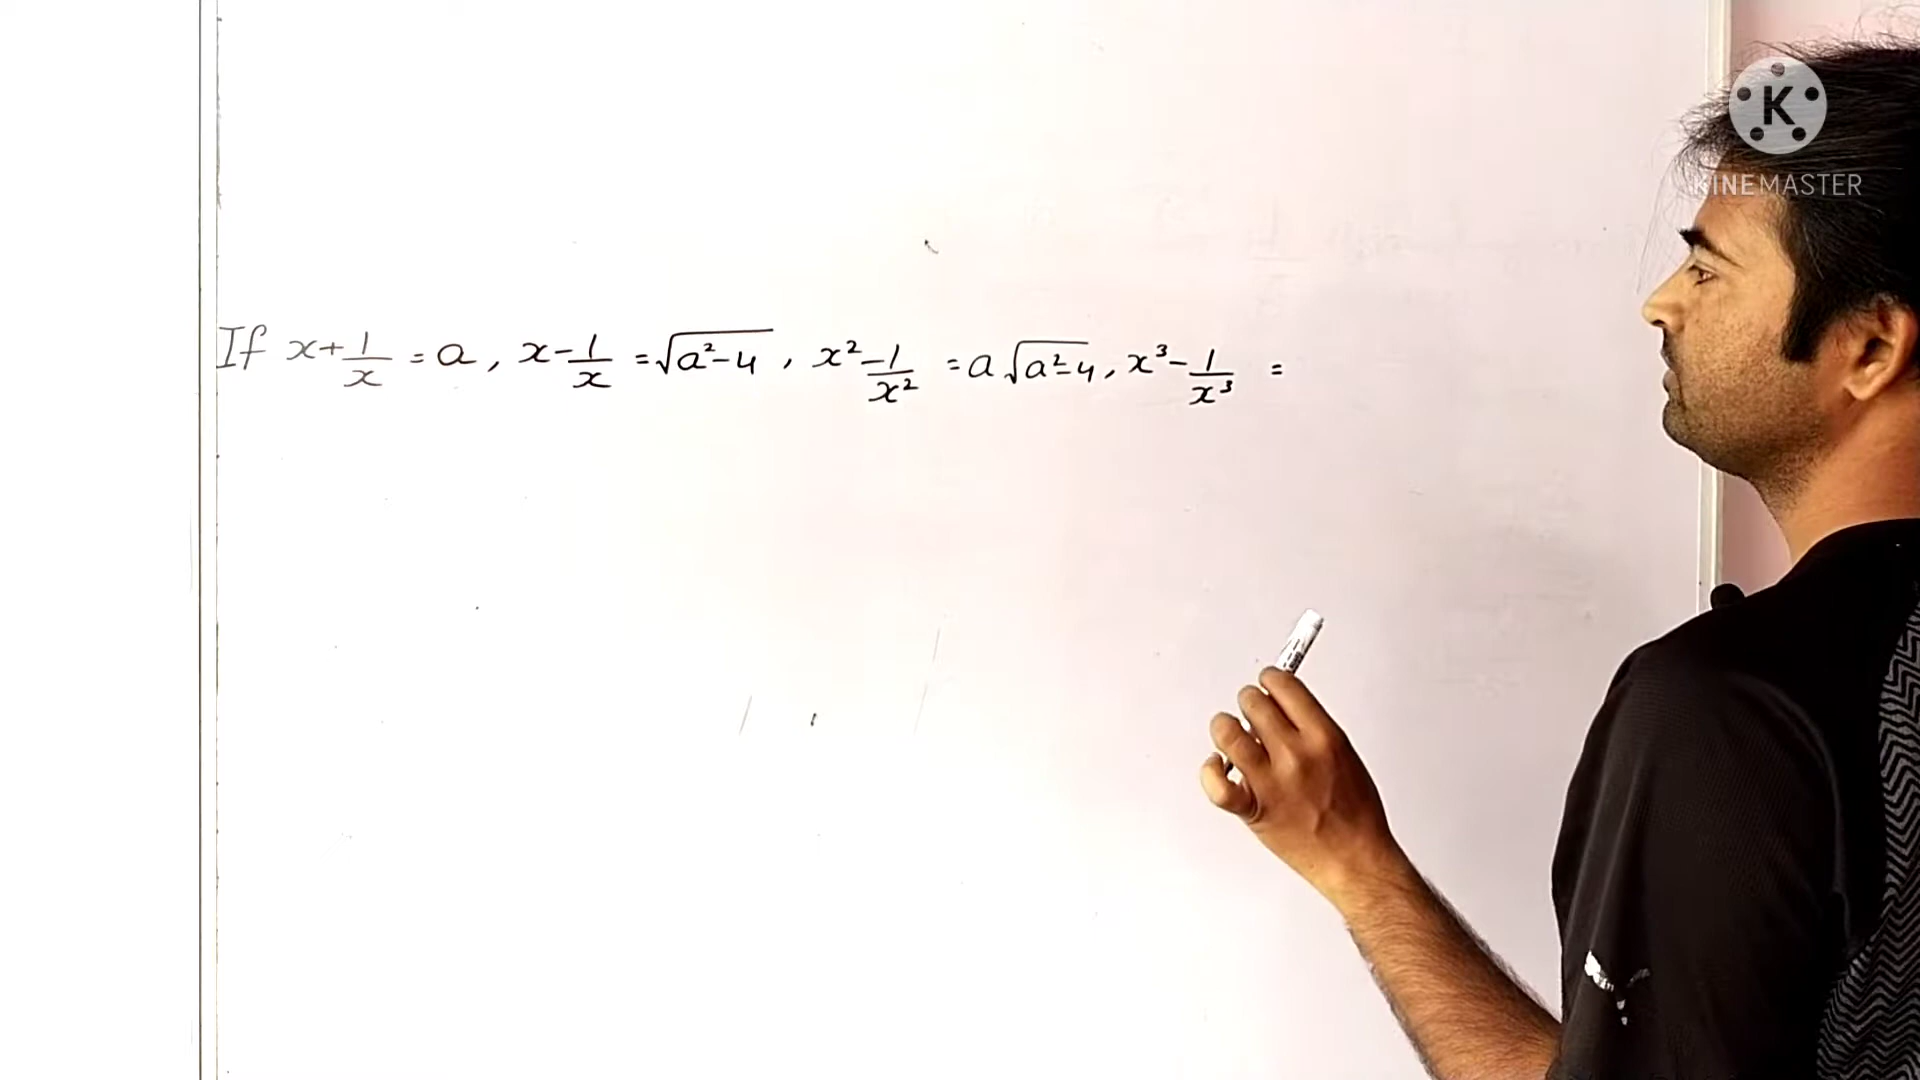 If x+1/x = a, x-1/x = √(a²-4), x²-1/x² = a√(a²-4), x³-1/x³ =
K
KINEMASTER